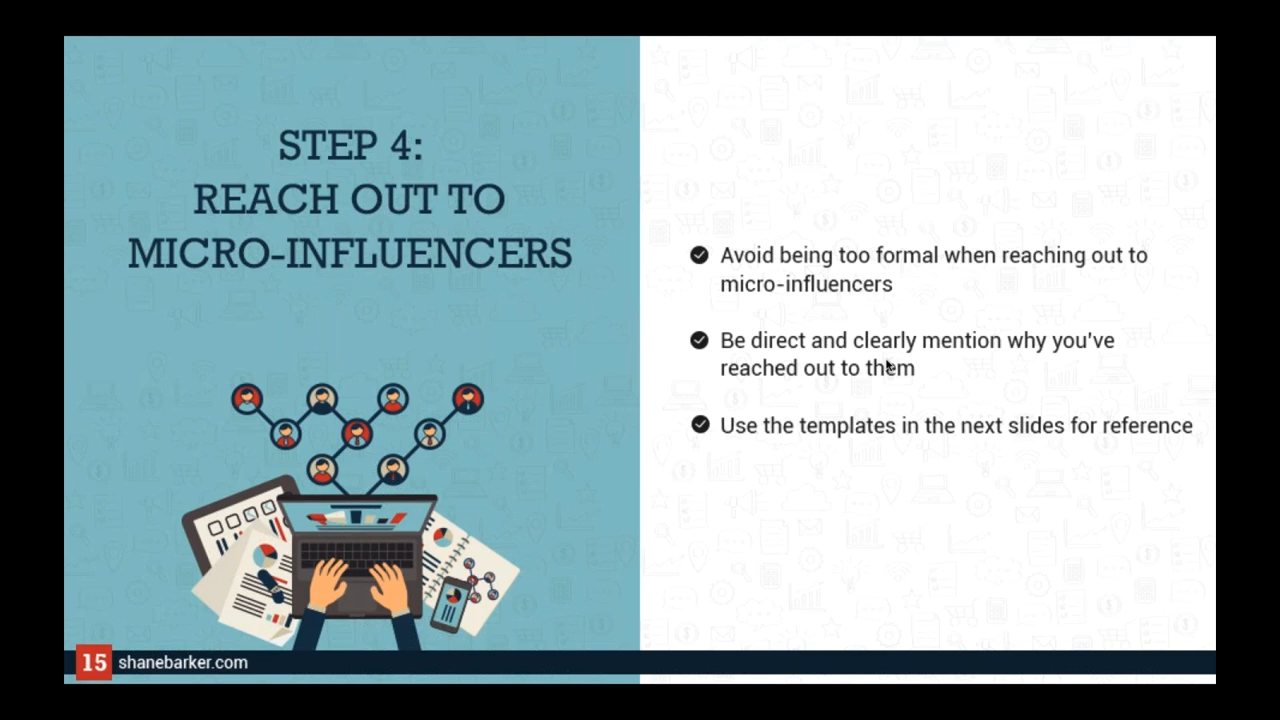 STEP 4:
REACH OUT TO
MICRO-INFLUENCERS
Avoid being too formal when reaching out to
micro-influencers
Be direct and clearly mention why you've
reached out to them
Use the templates in the next slides for reference
15 shanebarker.com